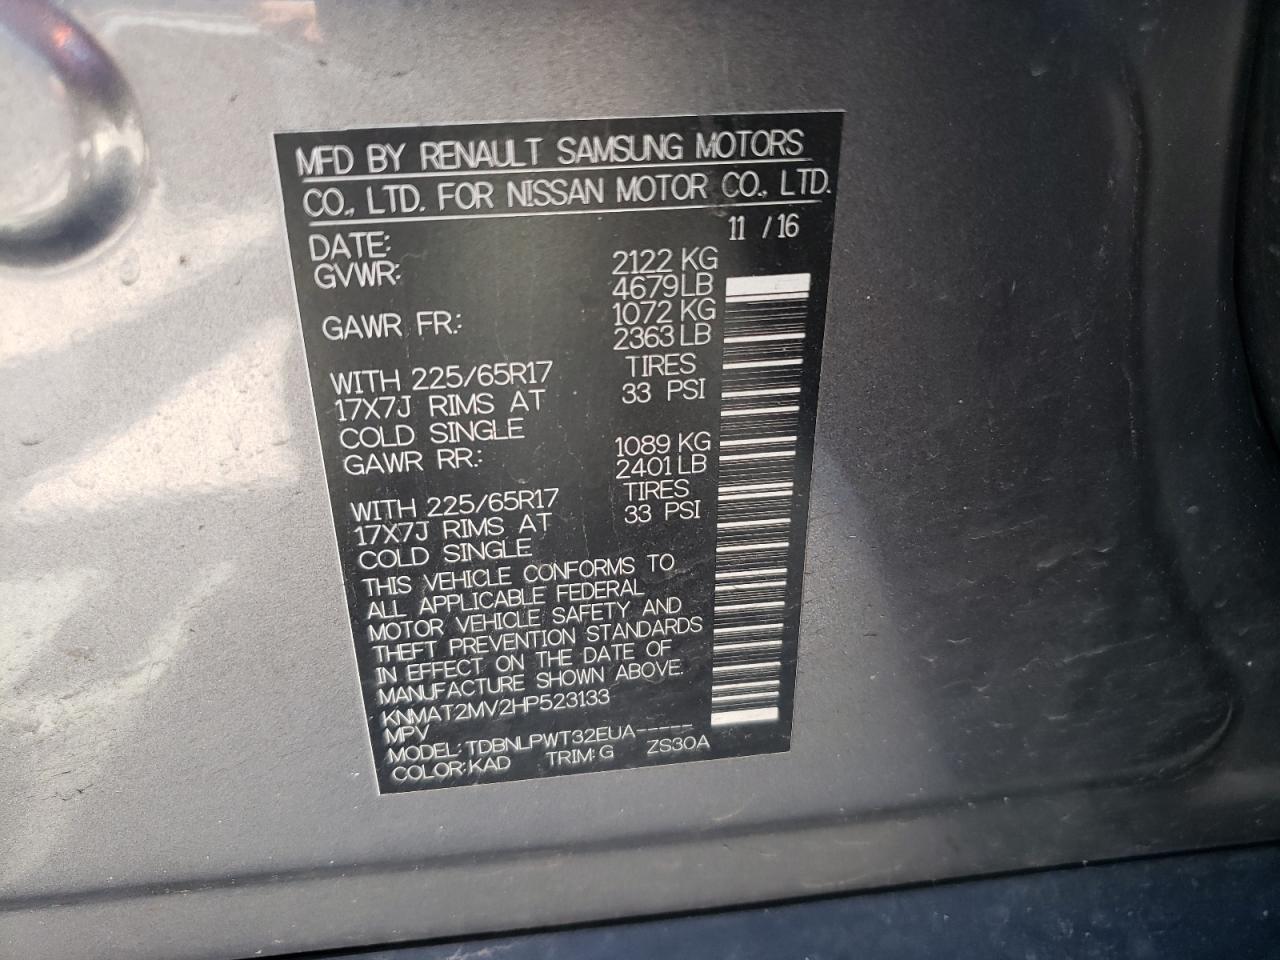 MFD BY RENAULT SAMSUNG MOTORS
CO., LTD. FOR NISSAN MOTOR CO., LTD.
DATE: 11 / 16
GVWR: 2122 KG
4679 LB
GAWR FR: 1072 KG
2363 LB
WITH 225/65R17 TIRES
17X7J RIMS AT 33 PSI
COLD SINGLE
GAWR RR: 1089 KG
2401 LB
WITH 225/65R17 TIRES
17X7J RIMS AT 33 PSI
COLD SINGLE
THIS VEHICLE CONFORMS TO
ALL APPLICABLE FEDERAL
MOTOR VEHICLE SAFETY AND
THEFT PREVENTION STANDARDS
IN EFFECT ON THE DATE OF
MANUFACTURE SHOWN ABOVE.
KNMAT2MV2HP523133
MPV
MODEL: TDBNLPWT32EUA-----
COLOR: KAD TRIM: G ZS30A